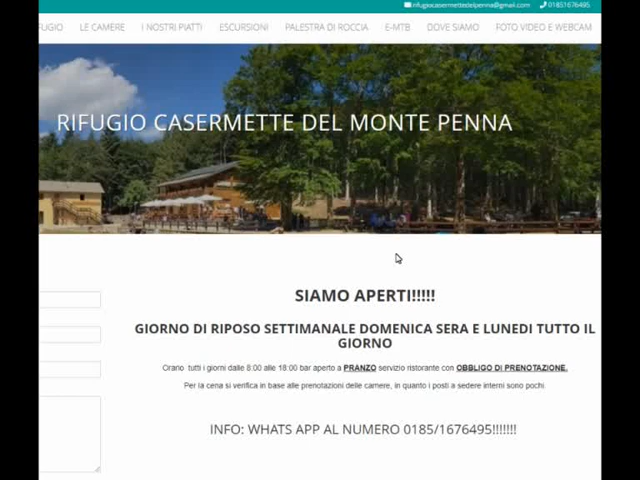 rifugiocasermettedelpenna@gmail.com 01851676495
FUGIO LE CAMERE I NOSTRI PIATTI ESCURSIONI PALESTRA DI ROCCIA E-MTB DOVE SIAMO FOTO VIDEO E WEBCAM
RIFUGIO CASERMETTE DEL MONTE PENNA
SIAMO APERTI!!!!!
GIORNO DI RIPOSO SETTIMANALE DOMENICA SERA E LUNEDI TUTTO IL
GIORNO
Orario tutti i giorni dalle 8:00 alle 18:00 bar aperto a PRANZO servizio ristorante con OBBLIGO DI PRENOTAZIONE.
Per la cena si verifica in base alle prenotazioni delle camere, in quanto i posti a sedere interni sono pochi
INFO: WHATS APP AL NUMERO 0185/1676495!!!!!!!